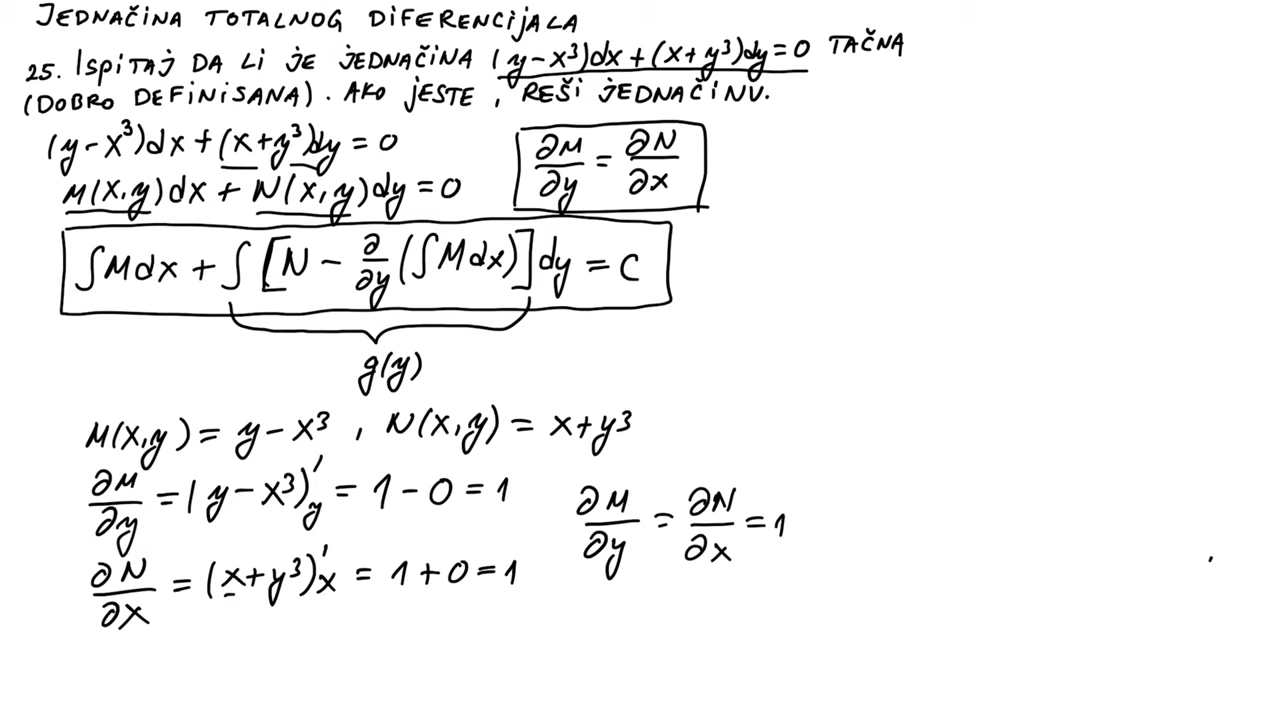 JEDNAČINA TOTALNOG DIFERENCIJALA
25. ISPITAJ DA LI JE JEDNAČINA (y-x³)dx+(x+y³)dy=0 TAČNA
(DOBRO DEFINISANA). AKO JESTE, REŠI JEDNAČINU.
(y-x³)dx+(x+y³)dy=0
∂M/∂y = ∂N/∂x
M(x,y)dx + N(x,y)dy=0
∫Mdx + ∫[N - ∂/∂y(∫Mdx)]dy = C
g(y)
M(x,y) = y-x³, N(x,y) = x+y³
∂M/∂y = (y-x³)'y = 1-0=1
∂M/∂y = ∂N/∂x = 1
∂N/∂x = (x+y³)'x = 1+0=1